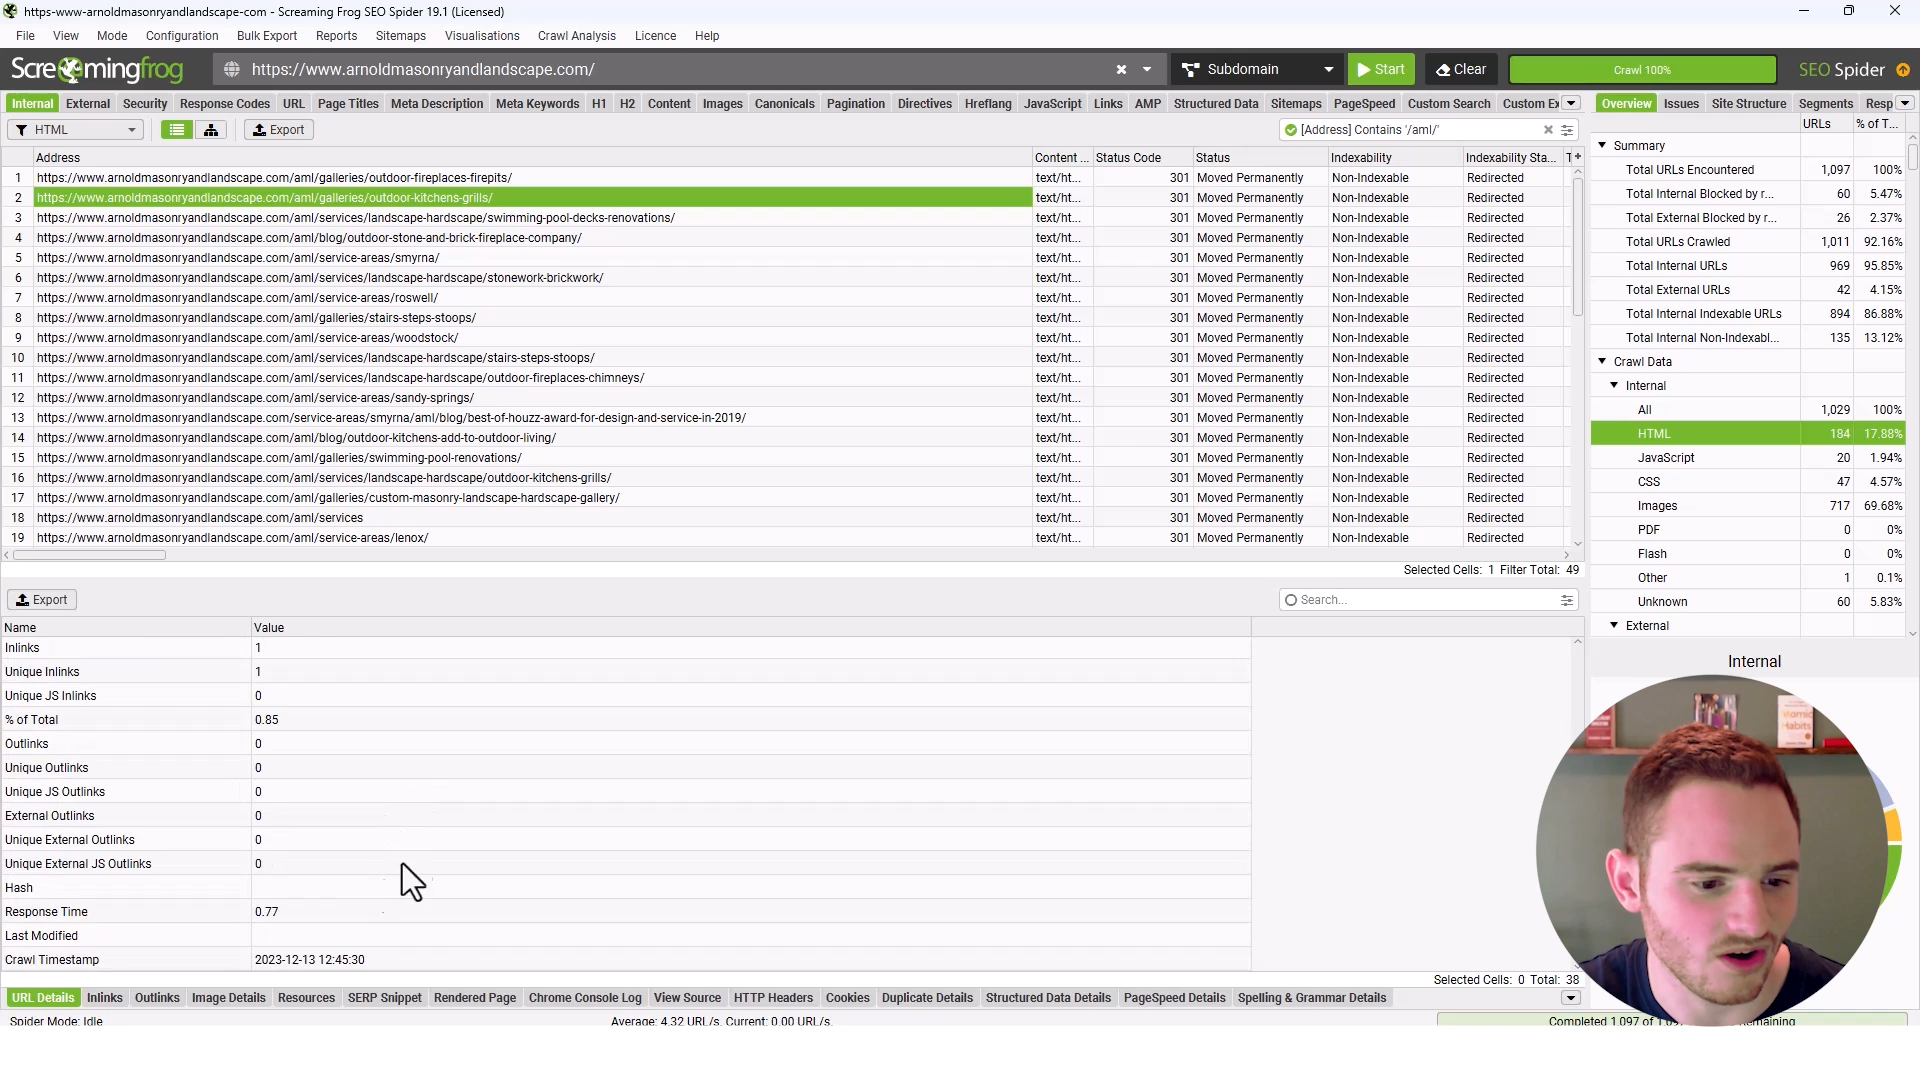 https-www-arnoldmasonryandlandscape-com - Screaming Frog SEO Spider 19.1 (Licensed)
File View Mode Configuration Bulk Export Reports Sitemaps Visualisations Crawl Analysis Licence Help
Screamingfrog https://www.arnoldmasonryandlandscape.com/ Subdomain Start Clear Crawl 100% SEO Spider
Internal External Security Response Codes URL Page Titles Meta Description Meta Keywords H1 H2 Content Images Canonicals Pagination Directives Hreflang JavaScript Links AMP Structured Data Sitemaps PageSpeed Custom Search Custom Ex Overview Issues Site Structure Segments Resp
HTML Export [Address] Contains '/aml/' URLs % of T...
Address Content ... Status Code Status Indexability Indexability Sta...
1 https://www.arnoldmasonryandlandscape.com/aml/galleries/outdoor-fireplaces-firepits/ text/ht... 301 Moved Permanently Non-Indexable Redirected
2 https://www.arnoldmasonryandlandscape.com/aml/galleries/outdoor-kitchens-grills/ text/ht... 301 Moved Permanently Non-Indexable Redirected
3 https://www.arnoldmasonryandlandscape.com/aml/services/landscape-hardscape/swimming-pool-decks-renovations/ text/ht... 301 Moved Permanently Non-Indexable Redirected
4 https://www.arnoldmasonryandlandscape.com/aml/blog/outdoor-stone-and-brick-fireplace-company/ text/ht... 301 Moved Permanently Non-Indexable Redirected
5 https://www.arnoldmasonryandlandscape.com/aml/service-areas/smyrna/ text/ht... 301 Moved Permanently Non-Indexable Redirected
6 https://www.arnoldmasonryandlandscape.com/aml/services/landscape-hardscape/stonework-brickwork/ text/ht... 301 Moved Permanently Non-Indexable Redirected
7 https://www.arnoldmasonryandlandscape.com/aml/service-areas/roswell/ text/ht... 301 Moved Permanently Non-Indexable Redirected
8 https://www.arnoldmasonryandlandscape.com/aml/galleries/stairs-steps-stoops/ text/ht... 301 Moved Permanently Non-Indexable Redirected
9 https://www.arnoldmasonryandlandscape.com/aml/service-areas/woodstock/ text/ht... 301 Moved Permanently Non-Indexable Redirected
10 https://www.arnoldmasonryandlandscape.com/aml/services/landscape-hardscape/stairs-steps-stoops/ text/ht... 301 Moved Permanently Non-Indexable Redirected
11 https://www.arnoldmasonryandlandscape.com/aml/services/landscape-hardscape/outdoor-fireplaces-chimneys/ text/ht... 301 Moved Permanently Non-Indexable Redirected
12 https://www.arnoldmasonryandlandscape.com/aml/service-areas/sandy-springs/ text/ht... 301 Moved Permanently Non-Indexable Redirected
13 https://www.arnoldmasonryandlandscape.com/service-areas/smyrna/aml/blog/best-of-houzz-award-for-design-and-service-in-2019/ text/ht... 301 Moved Permanently Non-Indexable Redirected
14 https://www.arnoldmasonryandlandscape.com/aml/blog/outdoor-kitchens-add-to-outdoor-living/ text/ht... 301 Moved Permanently Non-Indexable Redirected
15 https://www.arnoldmasonryandlandscape.com/aml/galleries/swimming-pool-renovations/ text/ht... 301 Moved Permanently Non-Indexable Redirected
16 https://www.arnoldmasonryandlandscape.com/aml/services/landscape-hardscape/outdoor-kitchens-grills/ text/ht... 301 Moved Permanently Non-Indexable Redirected
17 https://www.arnoldmasonryandlandscape.com/aml/galleries/custom-masonry-landscape-hardscape-gallery/ text/ht... 301 Moved Permanently Non-Indexable Redirected
18 https://www.arnoldmasonryandlandscape.com/aml/services text/ht... 301 Moved Permanently Non-Indexable Redirected
19 https://www.arnoldmasonryandlandscape.com/aml/service-areas/lenox/ text/ht... 301 Moved Permanently Non-Indexable Redirected
Selected Cells: 1 Filter Total: 49
Summary
Total URLs Encountered 1,097 100%
Total Internal Blocked by r... 60 5.47%
Total External Blocked by r... 26 2.37%
Total URLs Crawled 1,011 92.16%
Total Internal URLs 969 95.85%
Total External URLs 42 4.15%
Total Internal Indexable URLs 894 86.88%
Total Internal Non-Indexabl... 135 13.12%
Crawl Data
Internal
All 1,029 100%
HTML 184 17.88%
JavaScript 20 1.94%
CSS 47 4.57%
Images 717 69.68%
PDF 0 0%
Flash 0 0%
Other 1 0.1%
Unknown 60 5.83%
External
Internal
Export Search...
Name Value
Inlinks 1
Unique Inlinks 1
Unique JS Inlinks 0
% of Total 0.85
Outlinks 0
Unique Outlinks 0
Unique JS Outlinks 0
External Outlinks 0
Unique External Outlinks 0
Unique External JS Outlinks 0
Hash
Response Time 0.77
Last Modified
Crawl Timestamp 2023-12-13 12:45:30
Selected Cells: 0 Total: 38
URL Details Inlinks Outlinks Image Details Resources SERP Snippet Rendered Page Chrome Console Log View Source HTTP Headers Cookies Duplicate Details Structured Data Details PageSpeed Details Spelling & Grammar Details
Spider Mode: Idle Average: 4.32 URL/s. Current: 0.00 URL/s. Completed 1,097 of